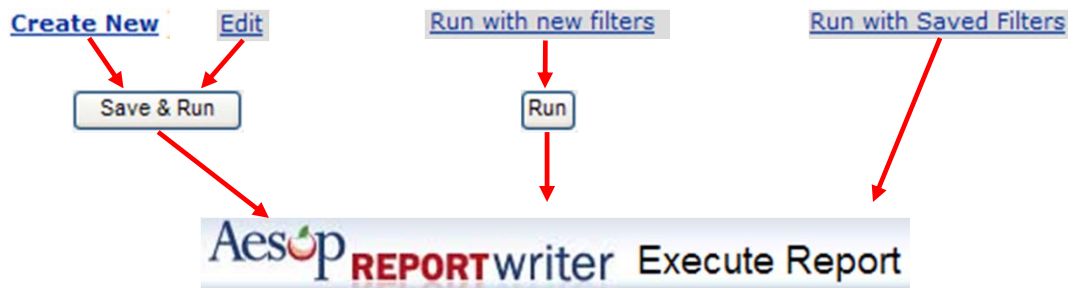 Create New Edit Run with new filters Run with Saved Filters
Save & Run Run
Aesop REPORTwriter Execute Report